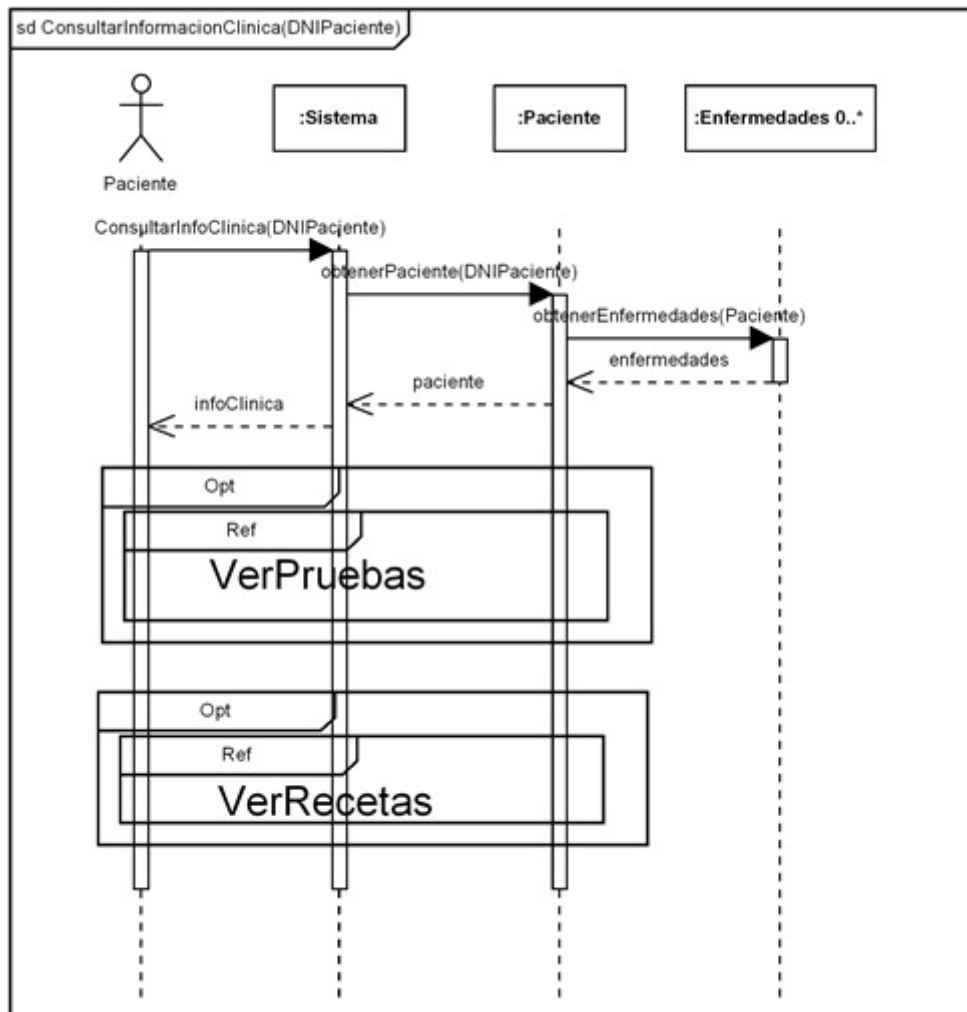 sd ConsultarInformacionClinica(DNIPaciente)
:Sistema
:Paciente
:Enfermedades 0..*
Paciente
ConsultarInfoClinica(DNIPaciente)
obtenerPaciente(DNIPaciente)
obtenerEnfermedades(Paciente)
enfermedades
paciente
infoClinica
Opt
Ref
VerPruebas
Opt
Ref
VerRecetas